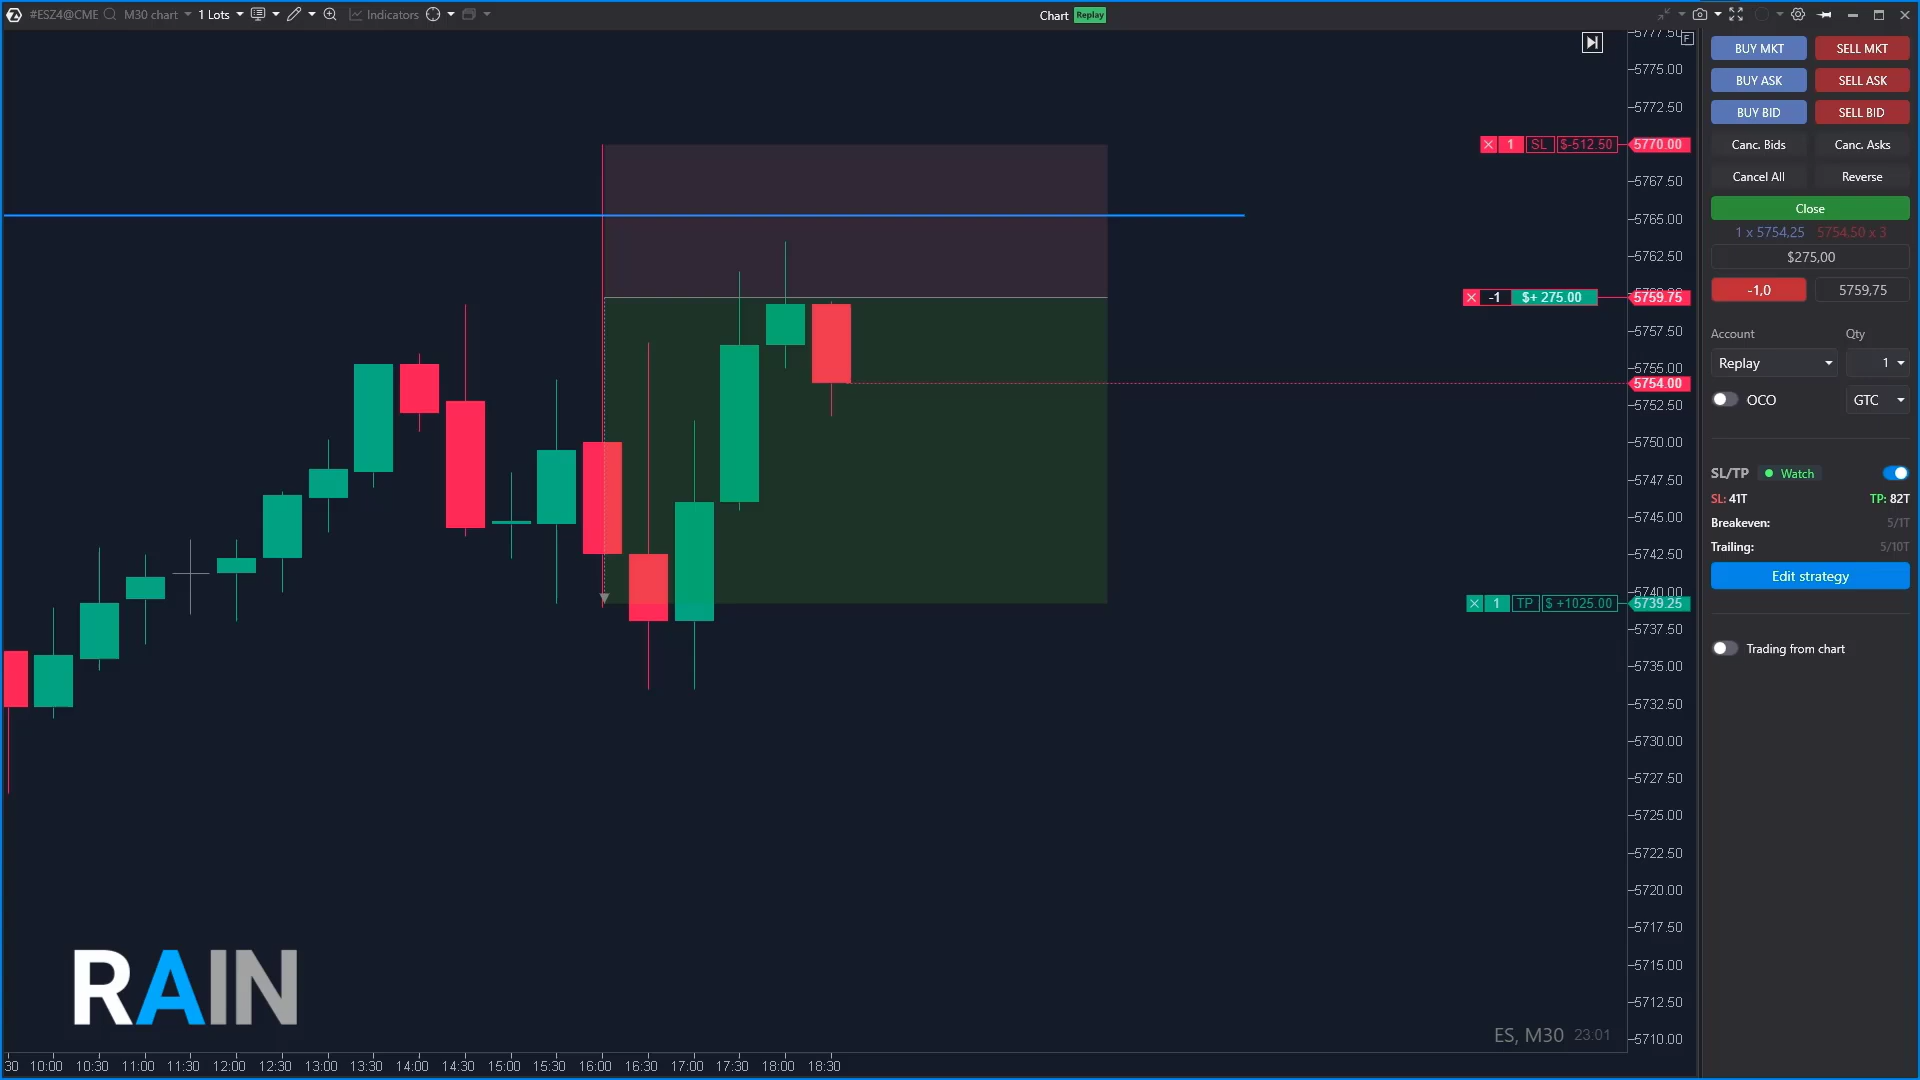 #ESZ4@CME M30 chart 1 Lots Indicators Chart Replay
5777.50 F
BUY MKT SELL MKT
5775.00
BUY ASK SELL ASK
5772.50
BUY BID SELL BID
1 SL $-512.50 5770.00
Canc. Bids Canc. Asks
5767.50
Cancel All Reverse
5765.00
Close
1 x 5754,25 5754,50 x 3
5762.50
$275,00
-1 $+ 275.00 5759.75
-1,0 5759,75
5757.50
Account Qty
5755.00
Replay 1
5754.00
OCO GTC
5752.50
5750.00
SL/TP Watch
5747.50
SL: 41T TP: 82T
5745.00
Breakeven: 5/1T
Trailing: 5/10T
5742.50
Edit strategy
5740.00
1 TP $ +1025.00 5739.25
5737.50
Trading from chart
5735.00
5732.50
5730.00
5727.50
5725.00
5722.50
5720.00
5717.50
5715.00
RAIN
5712.50
ES, M30 23:01
5710.00
30 10:00 10:30 11:00 11:30 12:00 12:30 13:00 13:30 14:00 14:30 15:00 15:30 16:00 16:30 17:00 17:30 18:00 18:30